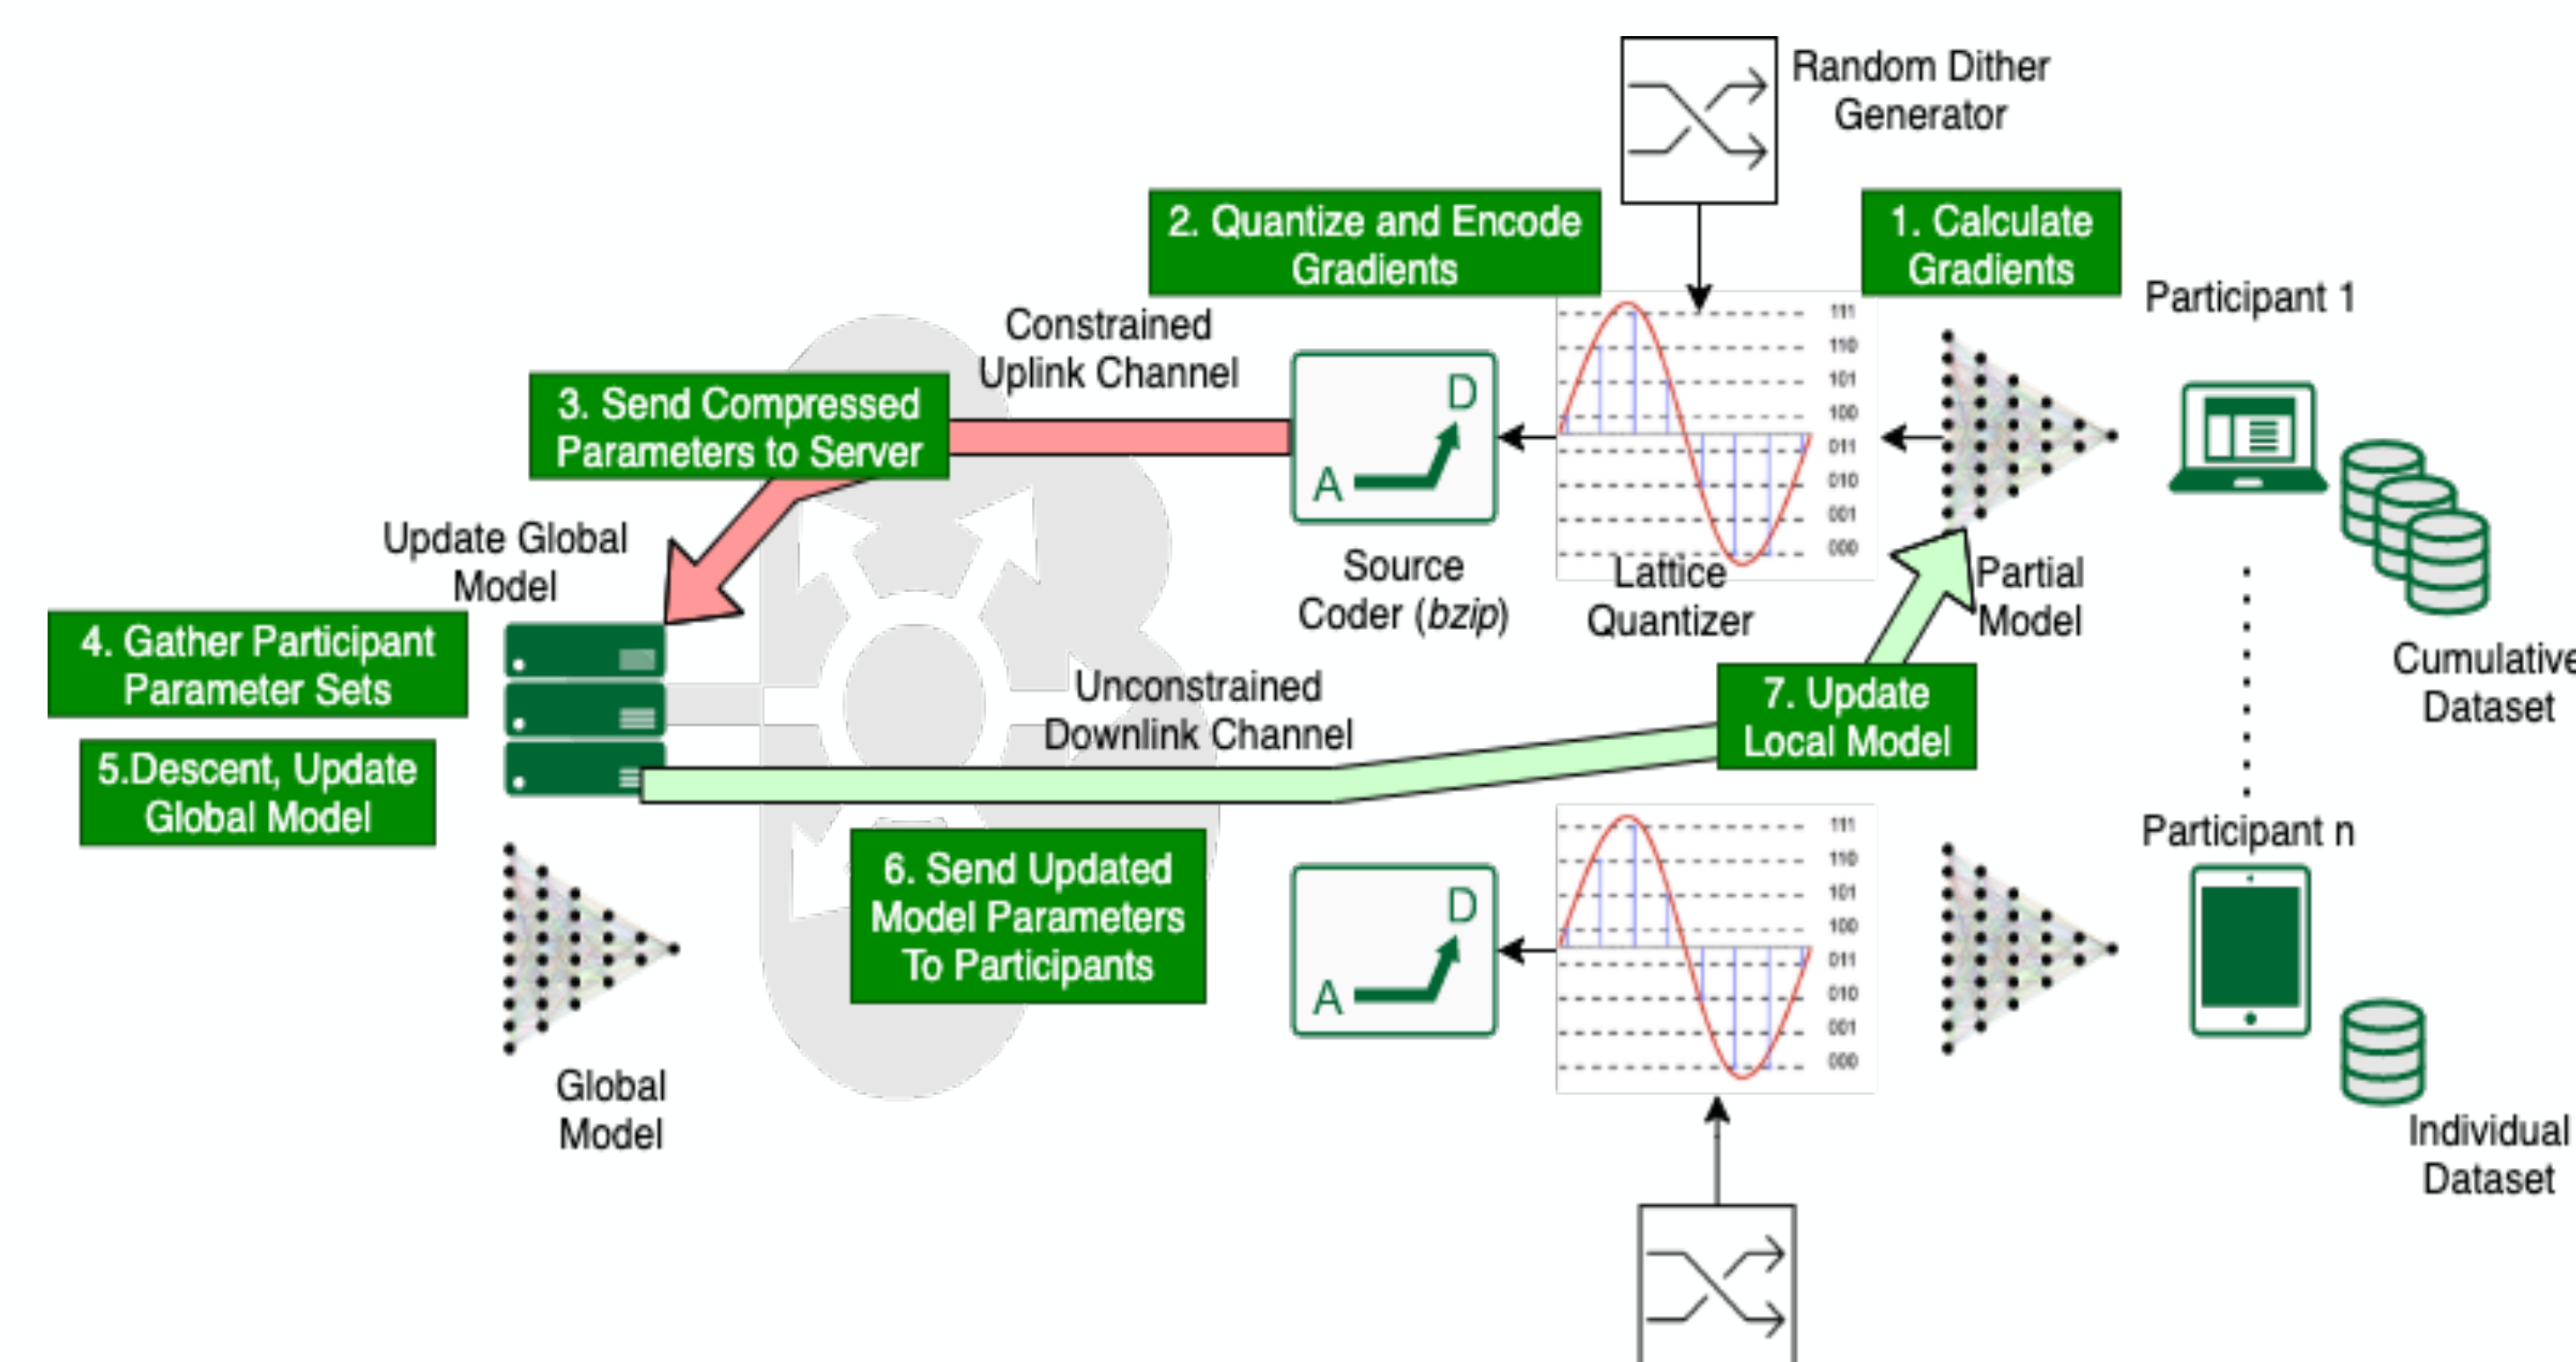 Random Dither
Generator
2. Quantize and Encode
Gradients
1. Calculate
Gradients
Participant 1
Constrained
Uplink Channel
3. Send Compressed
Parameters to Server
D
A
111
110
101
100
011
010
001
000
Update Global
Model
Source
Coder (bzip)
Lattice
Quantizer
Partial
Model
4. Gather Participant
Parameter Sets
Cumulative
Dataset
Unconstrained
Downlink Channel
7. Update
Local Model
5.Descent, Update
Global Model
Participant n
6. Send Updated
Model Parameters
To Participants
D
A
111
110
101
100
011
010
001
000
Global
Model
Individual
Dataset